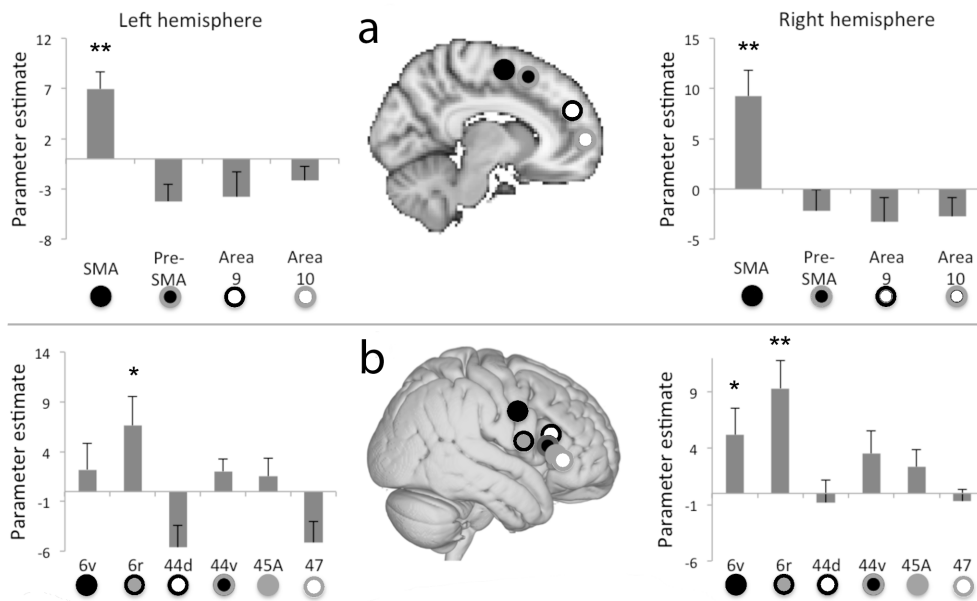 Left hemisphere
a
Right hemisphere
Parameter estimate
12
7
2
-3
-8
**
SMA
Pre-
SMA
Area
9
Area
10
Parameter estimate
15
10
5
0
-5
**
SMA
Pre-
SMA
Area
9
Area
10
b
Parameter estimate
14
9
4
-1
-6
*
6v
6r
44d
44v
45A
47
Parameter estimate
9
4
-1
-6
*
**
6v
6r
44d
44v
45A
47